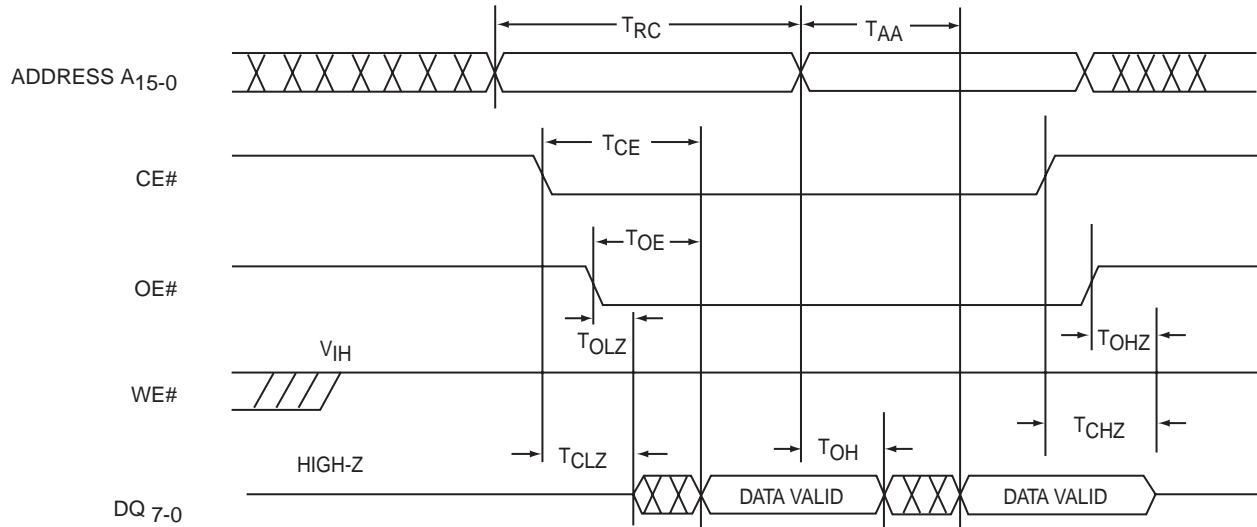 TRC
TAA
ADDRESS A15-0
TCE
CE#
TOE
OE#
TOLZ
TOHZ
VIH
WE#
TCLZ
TOH
TCHZ
HIGH-Z
DATA VALID
DATA VALID
DQ 7-0